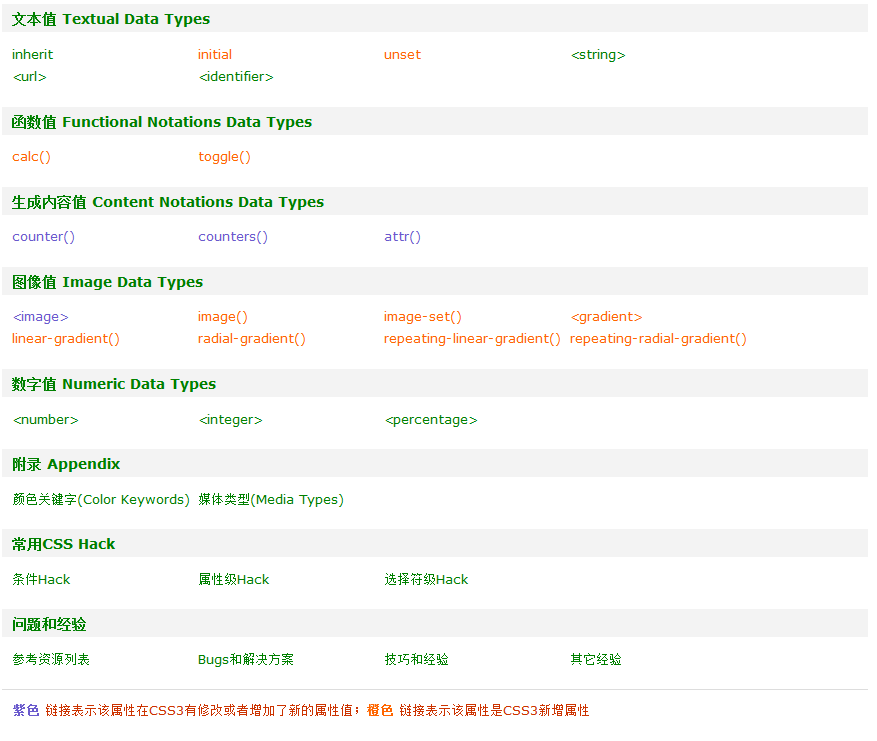 文本值 Textual Data Types
inherit initial unset <string>
<url> <identifier>
函数值 Functional Notations Data Types
calc() toggle()
生成内容值 Content Notations Data Types
counter() counters() attr()
图像值 Image Data Types
<image> image() image-set() <gradient>
linear-gradient() radial-gradient() repeating-linear-gradient() repeating-radial-gradient()
数字值 Numeric Data Types
<number> <integer> <percentage>
附录 Appendix
颜色关键字(Color Keywords) 媒体类型(Media Types)
常用CSS Hack
条件Hack 属性级Hack 选择符级Hack
问题和经验
参考资源列表 Bugs和解决方案 技巧和经验 其它经验
紫色 链接表示该属性在CSS3有修改或者增加了新的属性值；橙色 链接表示该属性是CSS3新增属性